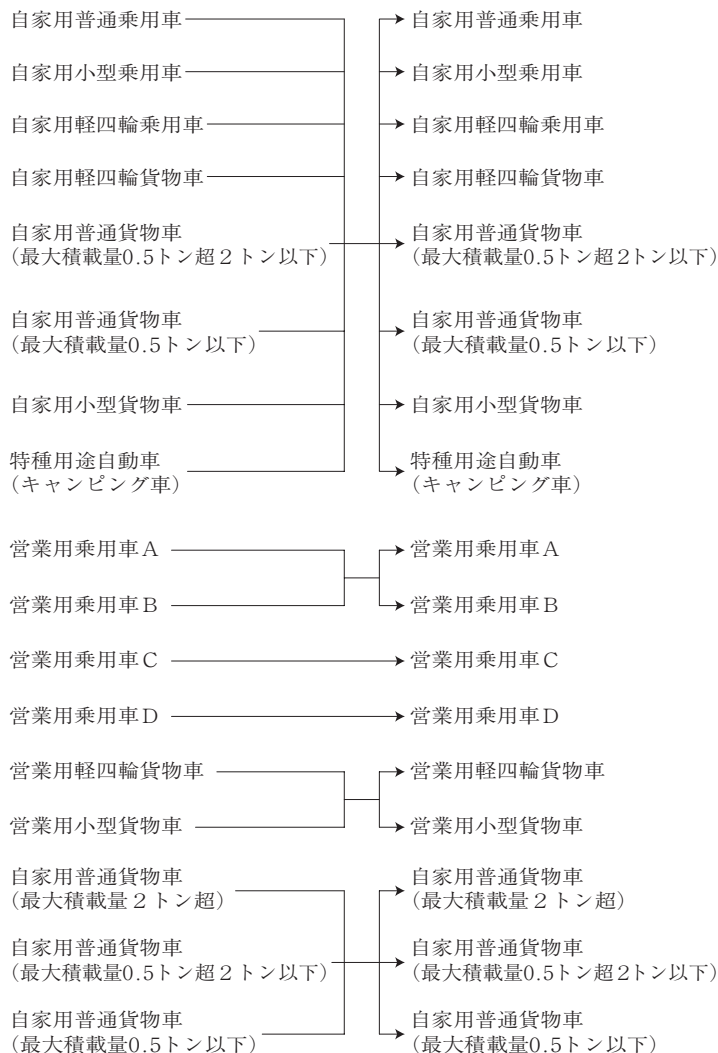 自家用普通乗用車
自家用普通乗用車
自家用小型乗用車
自家用小型乗用車
自家用軽四輪乗用車
自家用軽四輪乗用車
自家用軽四輪貨物車
自家用軽四輪貨物車
自家用普通貨物車
(最大積載量0.5トン超２トン以下)
自家用普通貨物車
(最大積載量0.5トン超2トン以下)
自家用普通貨物車
(最大積載量0.5トン以下)
自家用普通貨物車
(最大積載量0.5トン以下)
自家用小型貨物車
自家用小型貨物車
特種用途自動車
(キャンピング車)
特種用途自動車
(キャンピング車)
営業用乗用車Ａ
営業用乗用車Ａ
営業用乗用車Ｂ
営業用乗用車Ｂ
営業用乗用車Ｃ
営業用乗用車Ｃ
営業用乗用車Ｄ
営業用乗用車Ｄ
営業用軽四輪貨物車
営業用軽四輪貨物車
営業用小型貨物車
営業用小型貨物車
自家用普通貨物車
(最大積載量２トン超)
自家用普通貨物車
(最大積載量２トン超)
自家用普通貨物車
(最大積載量0.5トン超２トン以下)
自家用普通貨物車
(最大積載量0.5トン超2トン以下)
自家用普通貨物車
(最大積載量0.5トン以下)
自家用普通貨物車
(最大積載量0.5トン以下)